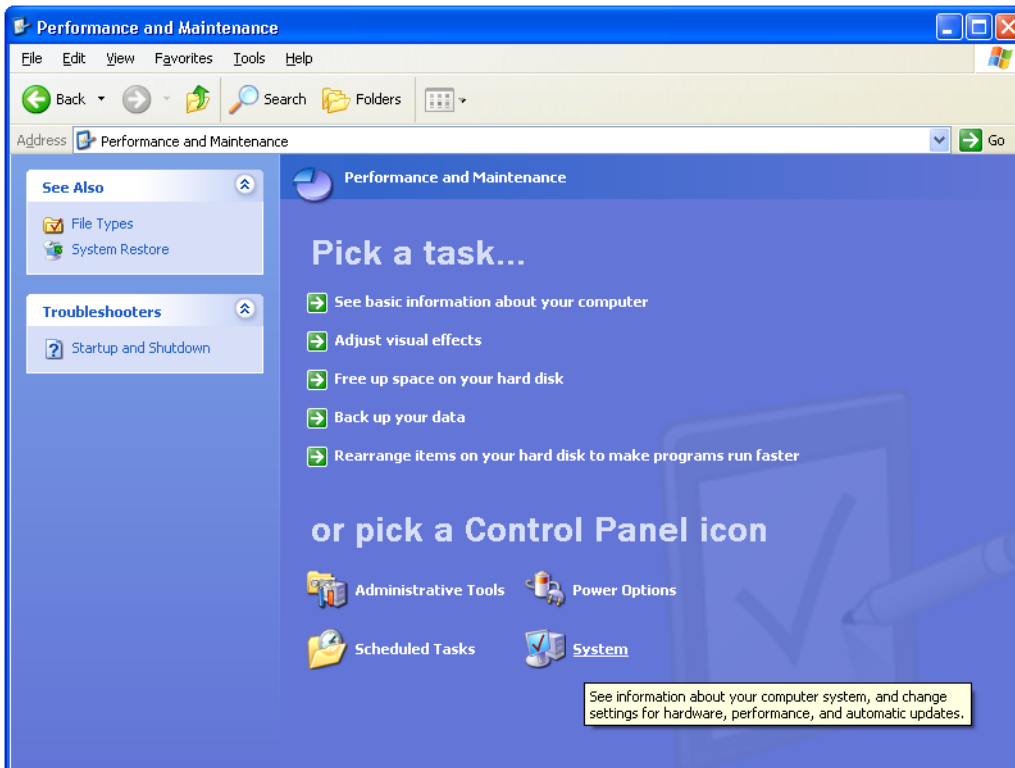 Performance and Maintenance
File Edit View Favorites Tools Help
Back Search Folders
Address Performance and Maintenance Go
See Also
File Types
System Restore
Troubleshooters
Startup and Shutdown
Performance and Maintenance
Pick a task...
See basic information about your computer
Adjust visual effects
Free up space on your hard disk
Back up your data
Rearrange items on your hard disk to make programs run faster
or pick a Control Panel icon
Administrative Tools Power Options
Scheduled Tasks System
See information about your computer system, and change
settings for hardware, performance, and automatic updates.